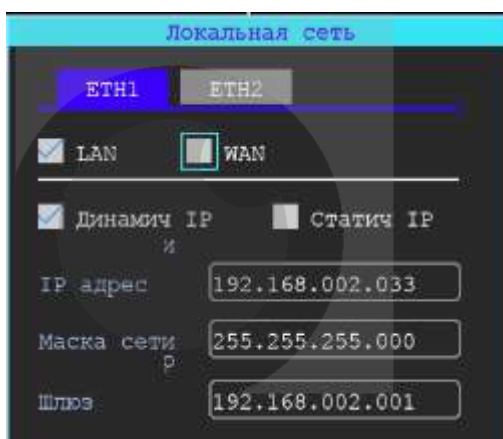 Локальная сеть
ETH1 ETH2
LAN WAN
Динамич IP Статич IP
и
IP адрес 192.168.002.033
Маска сети 255.255.255.000
р
Шлюз 192.168.002.001